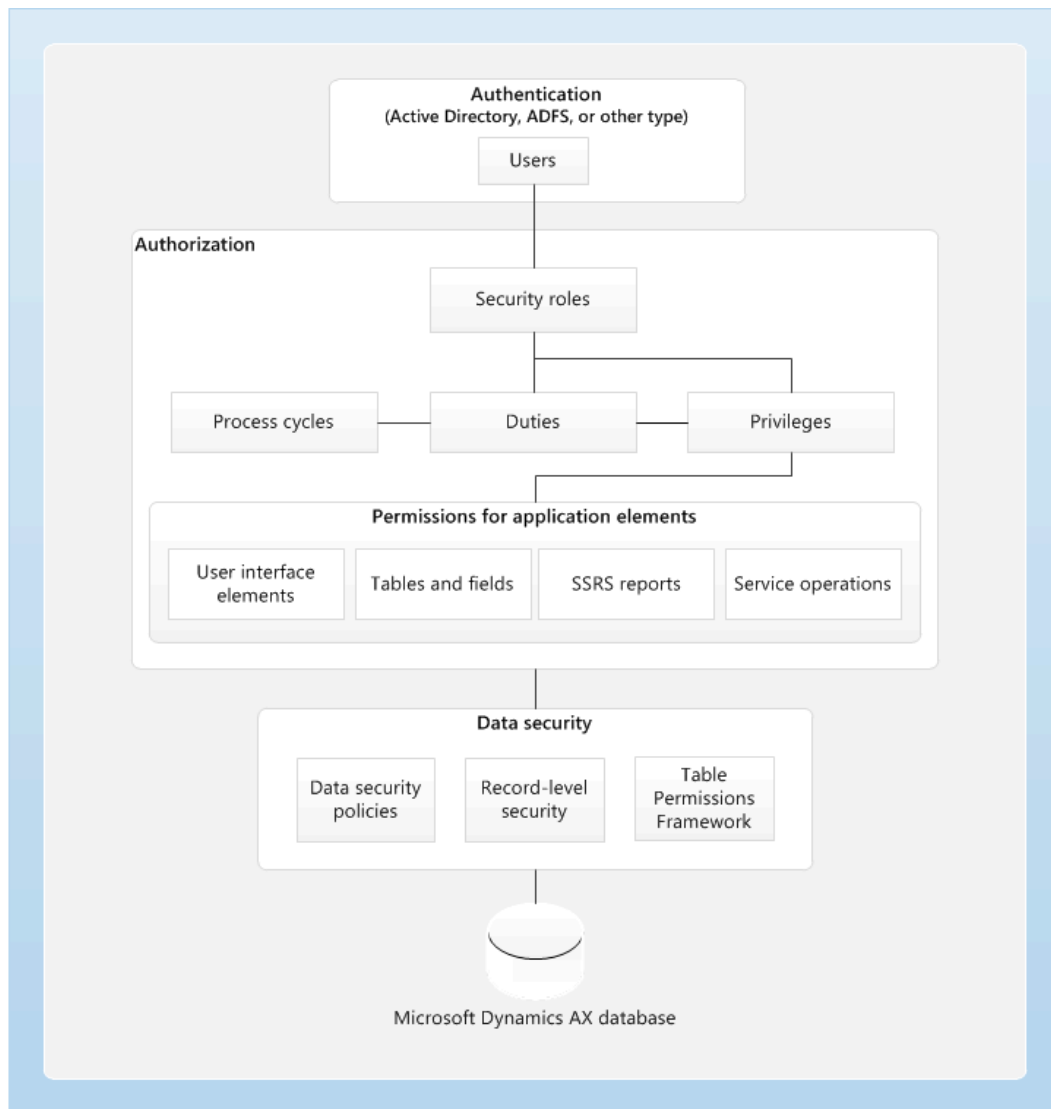 Authentication
(Active Directory, ADFS, or other type)
Users
Authorization
Security roles
Process cycles
Duties
Privileges
Permissions for application elements
User interface
elements
Tables and fields
SSRS reports
Service operations
Data security
Data security
policies
Record-level
security
Table
Permissions
Framework
Microsoft Dynamics AX database